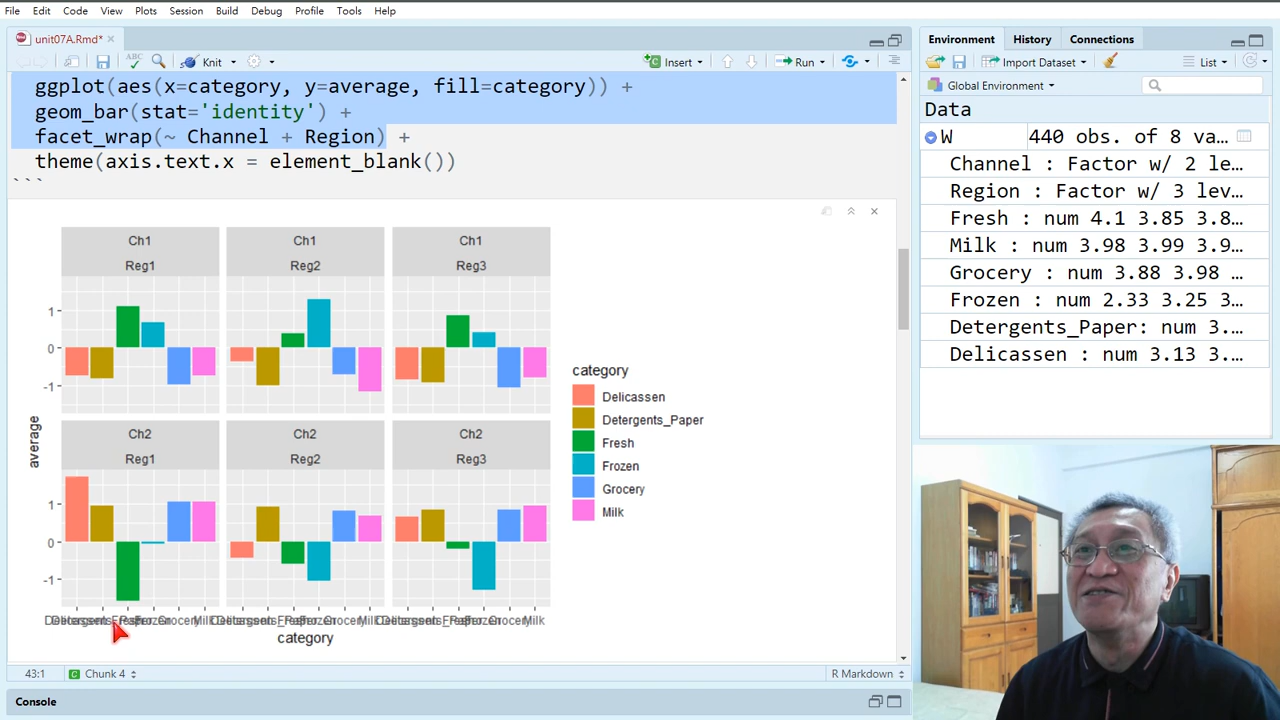 File Edit Code View Plots Session Build Debug Profile Tools Help
unit07A.Rmd*
ABC Knit Insert Run
ggplot(aes(x=category, y=average, fill=category)) +
geom_bar(stat='identity') +
facet_wrap(~ Channel + Region) +
theme(axis.text.x = element_blank())
```
Ch1 Ch1 Ch1
Reg1 Reg2 Reg3
1
0
-1
Ch2 Ch2 Ch2
Reg1 Reg2 Reg3
1
0
-1
average
category
category
Delicassen
Detergents_Paper
Fresh
Frozen
Grocery
Milk
43:1 Chunk 4 R Markdown
Console
Environment History Connections
Import Dataset List
Global Environment
Data
W 440 obs. of 8 va…
Channel : Factor w/ 2 le…
Region : Factor w/ 3 lev…
Fresh : num 4.1 3.85 3.8…
Milk : num 3.98 3.99 3.9…
Grocery : num 3.88 3.98 …
Frozen : num 2.33 3.25 3…
Detergents_Paper: num 3.…
Delicassen : num 3.13 3.…